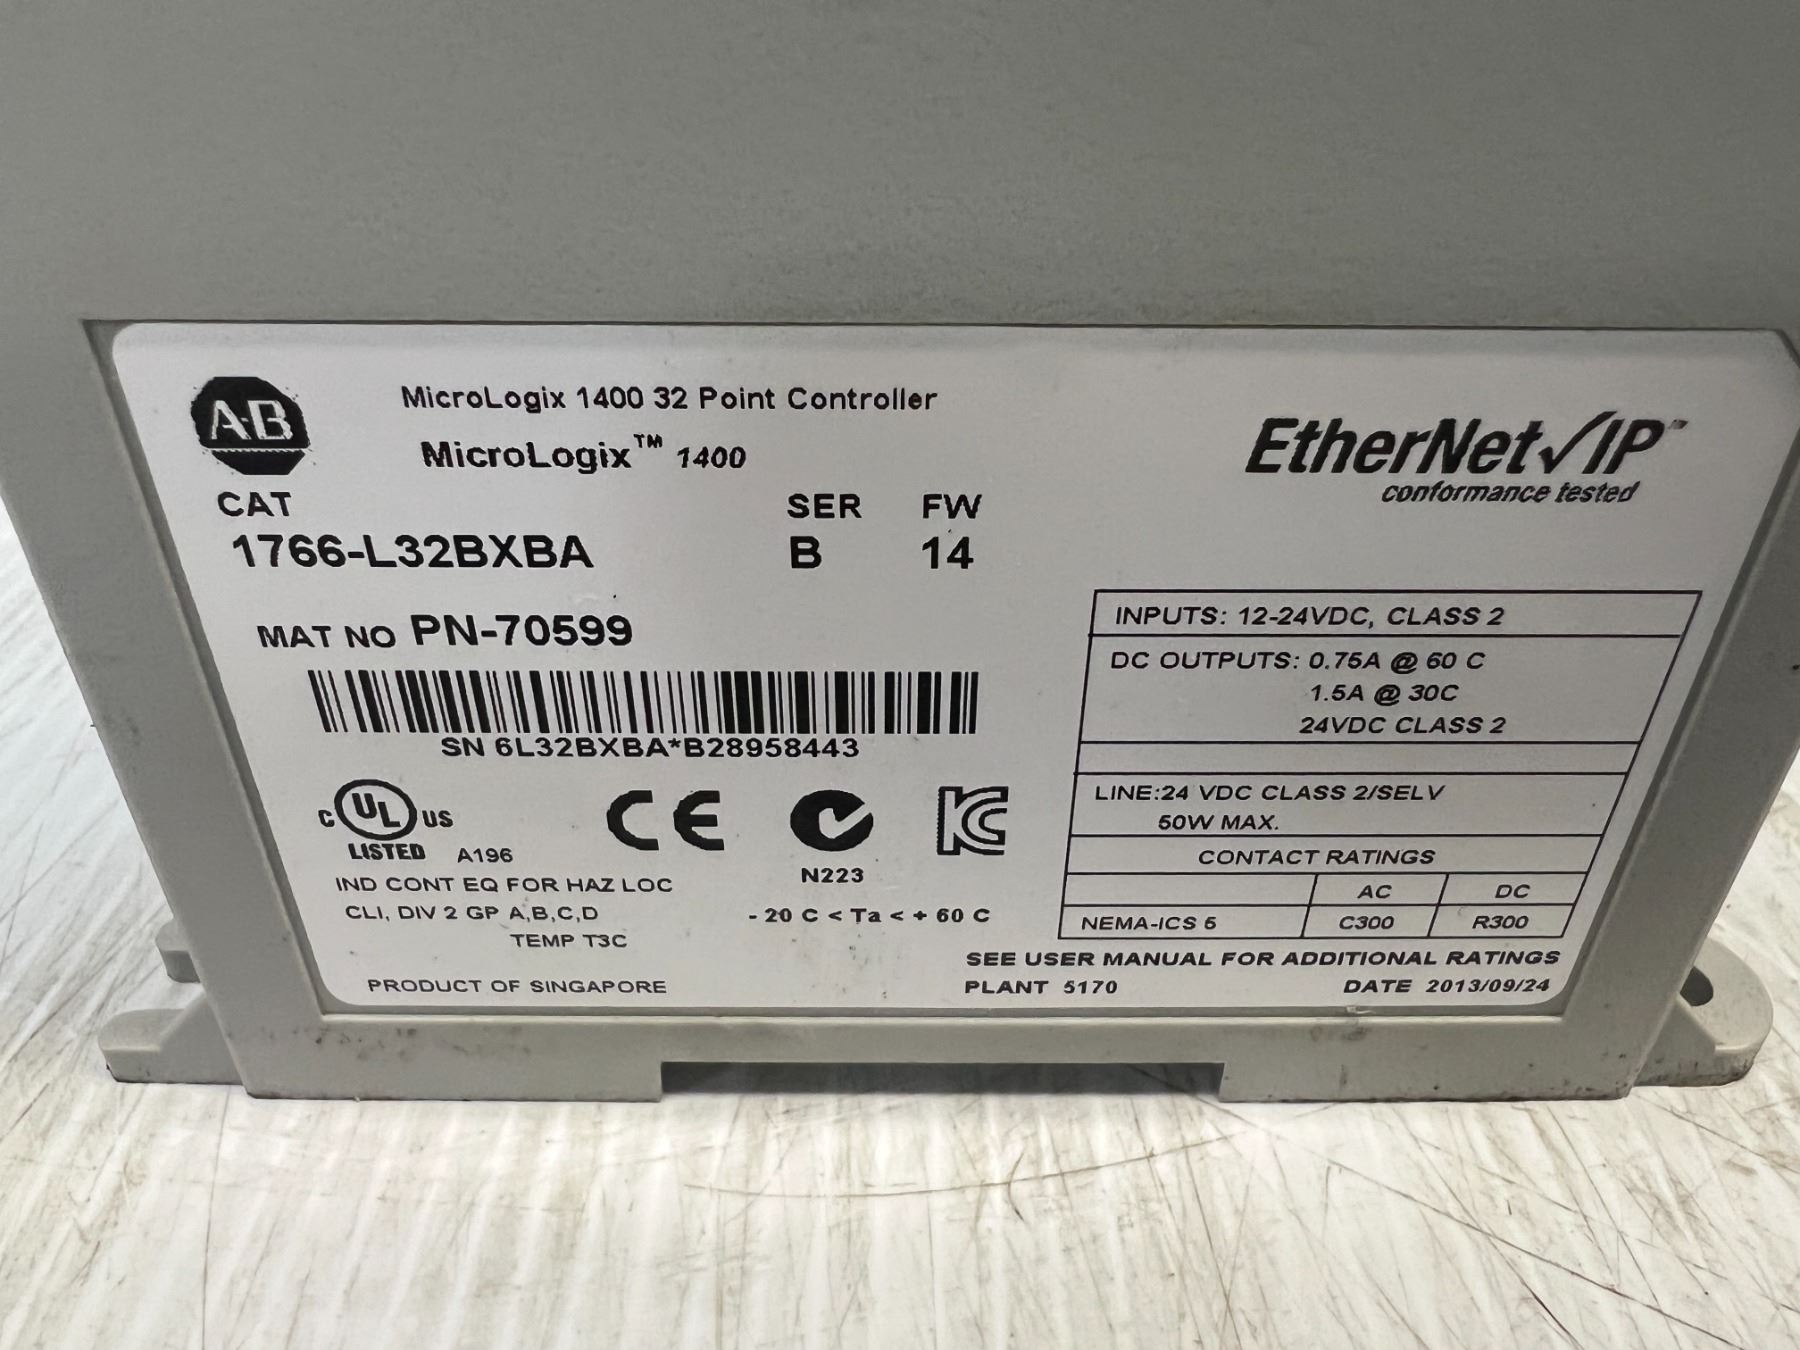 A-B
MicroLogix 1400 32 Point Controller
MicroLogix™ 1400
EtherNet/IP™
conformance tested
CAT SER FW
1766-L32BXBA B 14
MAT NO PN-70599
SN 6L32BXBA*B28958443
INPUTS: 12-24VDC, CLASS 2
DC OUTPUTS: 0.75A @ 60 C
1.5A @ 30C
24VDC CLASS 2
LINE:24 VDC CLASS 2/SELV
50W MAX.
CONTACT RATINGS
AC DC
NEMA-ICS 5 C300 R300
C UL US
LISTED A196
CE
N223
KC
IND CONT EQ FOR HAZ LOC
CLI, DIV 2 GP A,B,C,D
TEMP T3C
- 20 C < Ta < + 60 C
SEE USER MANUAL FOR ADDITIONAL RATINGS
PRODUCT OF SINGAPORE
PLANT 5170
DATE 2013/09/24